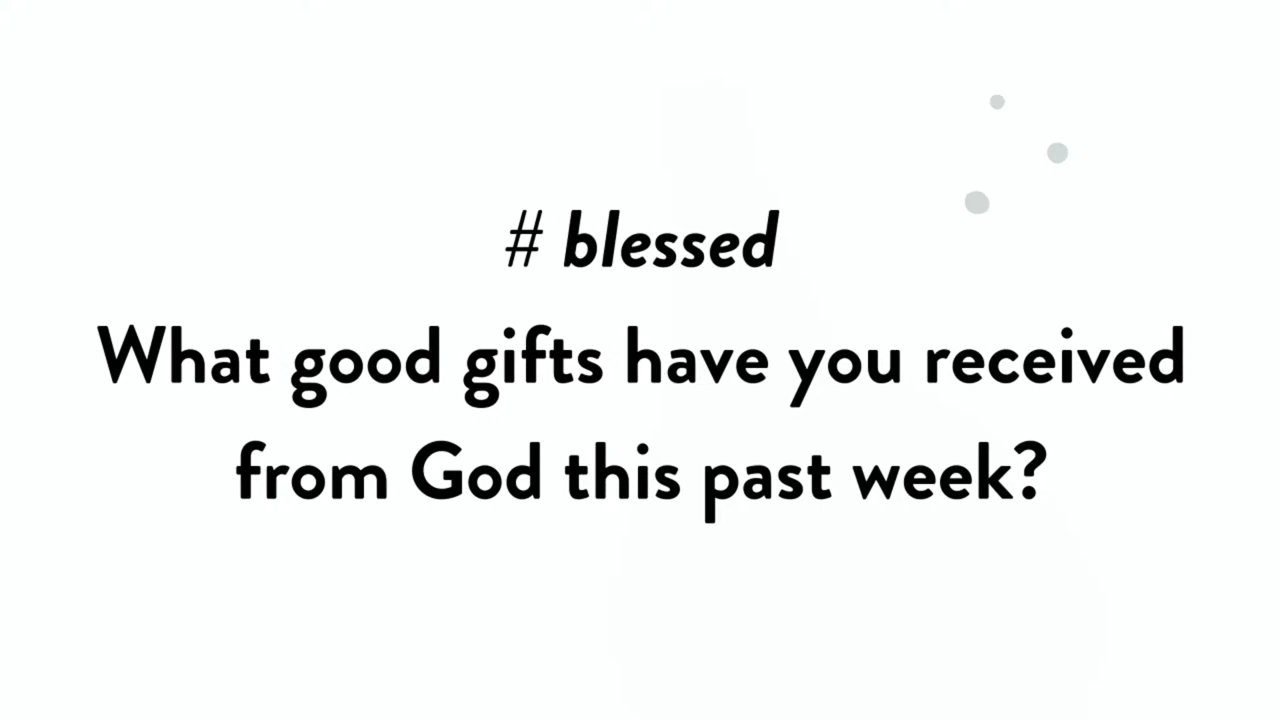 # blessed
What good gifts have you received
from God this past week?